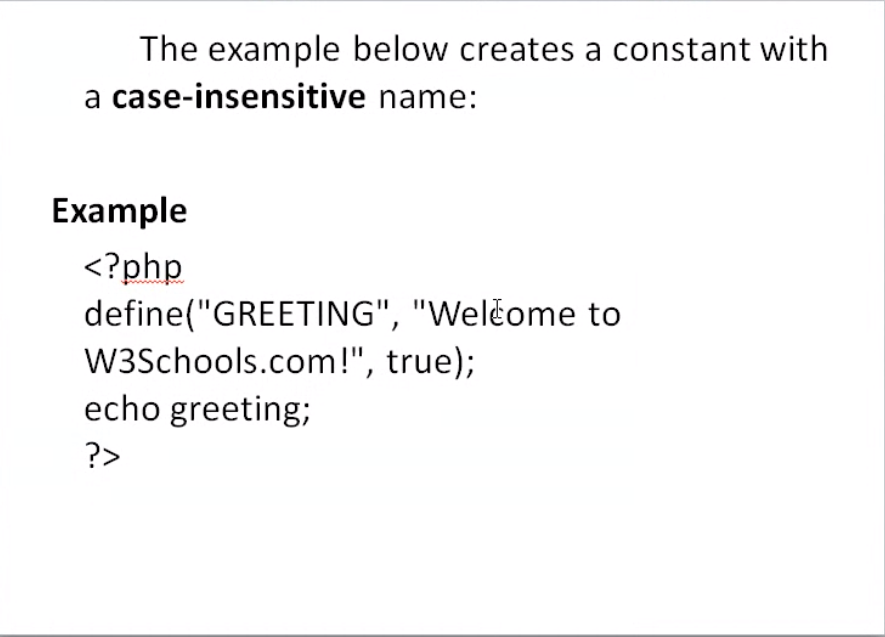 The example below creates a constant with
a case-insensitive name:
Example
<?php
define("GREETING", "Welcome to
W3Schools.com!", true);
echo greeting;
?>